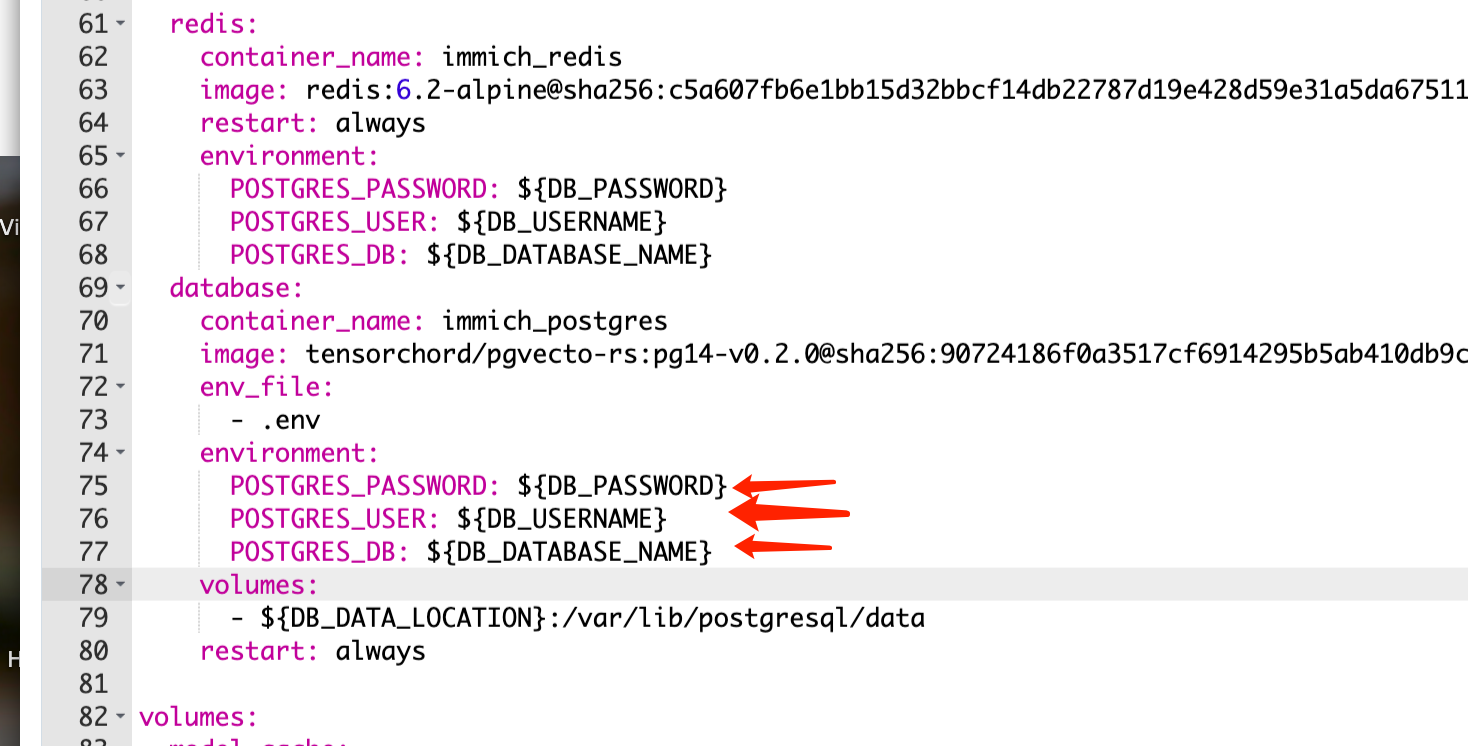 61 redis:
62 container_name: immich_redis
63 image: redis:6.2-alpine@sha256:c5a607fb6e1bb15d32bbcf14db22787d19e428d59e31a5da67511
64 restart: always
65 environment:
66 POSTGRES_PASSWORD: ${DB_PASSWORD}
67 POSTGRES_USER: ${DB_USERNAME}
68 POSTGRES_DB: ${DB_DATABASE_NAME}
69 database:
70 container_name: immich_postgres
71 image: tensorchord/pgvecto-rs:pg14-v0.2.0@sha256:90724186f0a3517cf6914295b5ab410db9c
72 env_file:
73 - .env
74 environment:
75 POSTGRES_PASSWORD: ${DB_PASSWORD}
76 POSTGRES_USER: ${DB_USERNAME}
77 POSTGRES_DB: ${DB_DATABASE_NAME}
78 volumes:
79 - ${DB_DATA_LOCATION}:/var/lib/postgresql/data
80 restart: always
81
82 volumes:
Vi
H